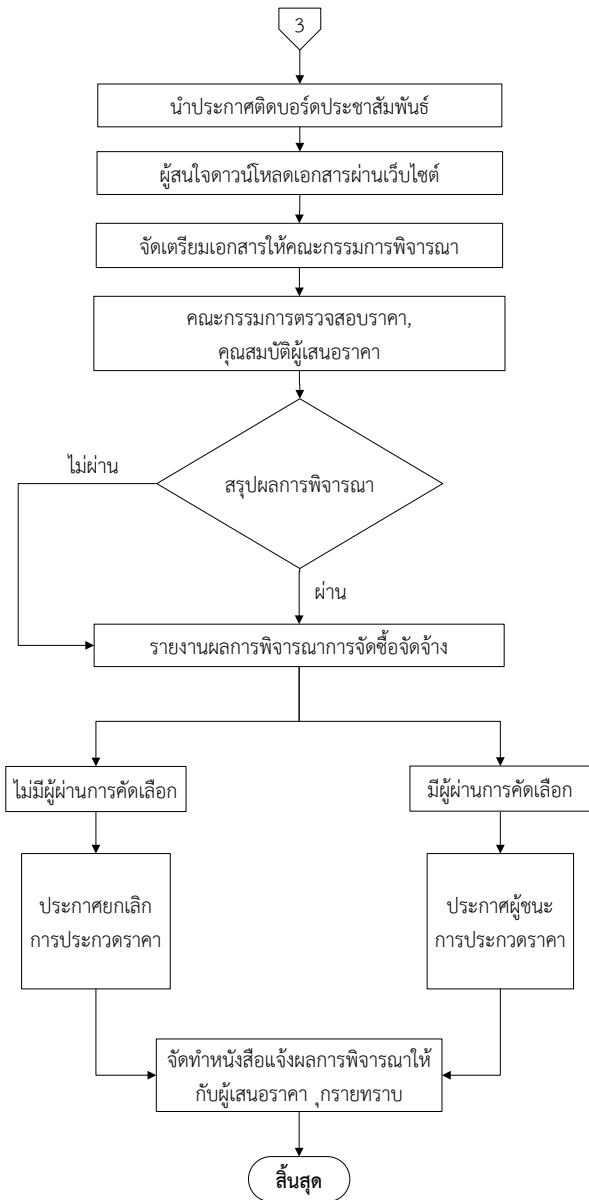 3
นำประกาศติดบอร์ดประชาสัมพันธ์
ผู้สนใจดาวน์โหลดเอกสารผ่านเว็บไซต์
จัดเตรียมเอกสารให้คณะกรรมการพิจารณา
คณะกรรมการตรวจสอบราคา,
คุณสมบัติผู้เสนอราคา
ไม่ผ่าน
สรุปผลการพิจารณา
ผ่าน
รายงานผลการพิจารณาการจัดซื้อจัดจ้าง
ไม่มีผู้ผ่านการคัดเลือก
มีผู้ผ่านการคัดเลือก
ประกาศยกเลิก
การประกวดราคา
ประกาศผู้ชนะ
การประกวดราคา
จัดทำหนังสือแจ้งผลการพิจารณาให้
กับผู้เสนอราคา ุกรายทราบ
สิ้นสุด